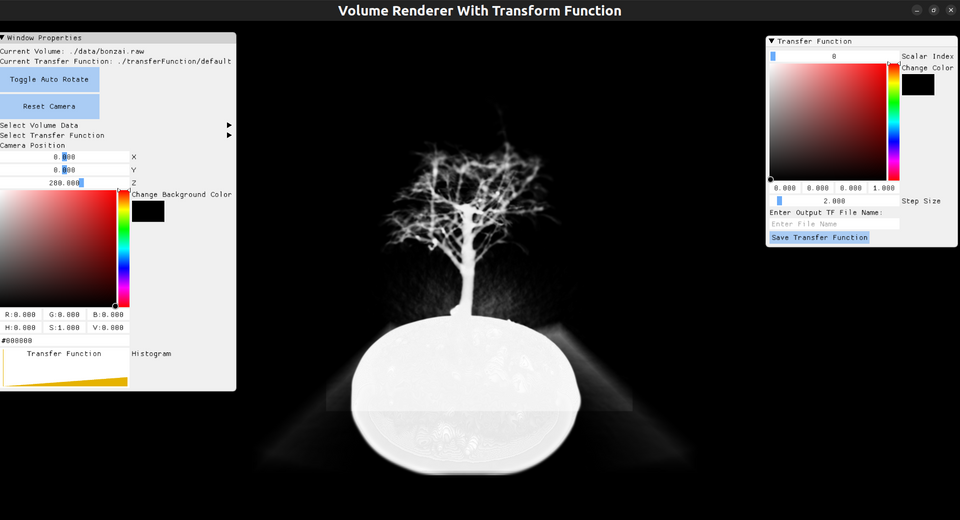 Volume Renderer With Transform Function
Window Properties
Current Volume: ./data/bonzai.raw
Current Transfer Function: ./transferFunction/default
Toggle Auto Rotate
Reset Camera
Select Volume Data
Select Transfer Function
Camera Position
0.000 X
0.000 Y
280.000 Z
Change Background Color
R:0.000 G:0.000 B:0.000
H:0.000 S:1.000 V:0.000
#000000
Transfer Function Histogram
Transfer Function
0 Scalar Index
Change Color
0.000 0.000 0.000 1.000
2.000 Step Size
Enter Output TF File Name:
Enter File Name
Save Transfer Function